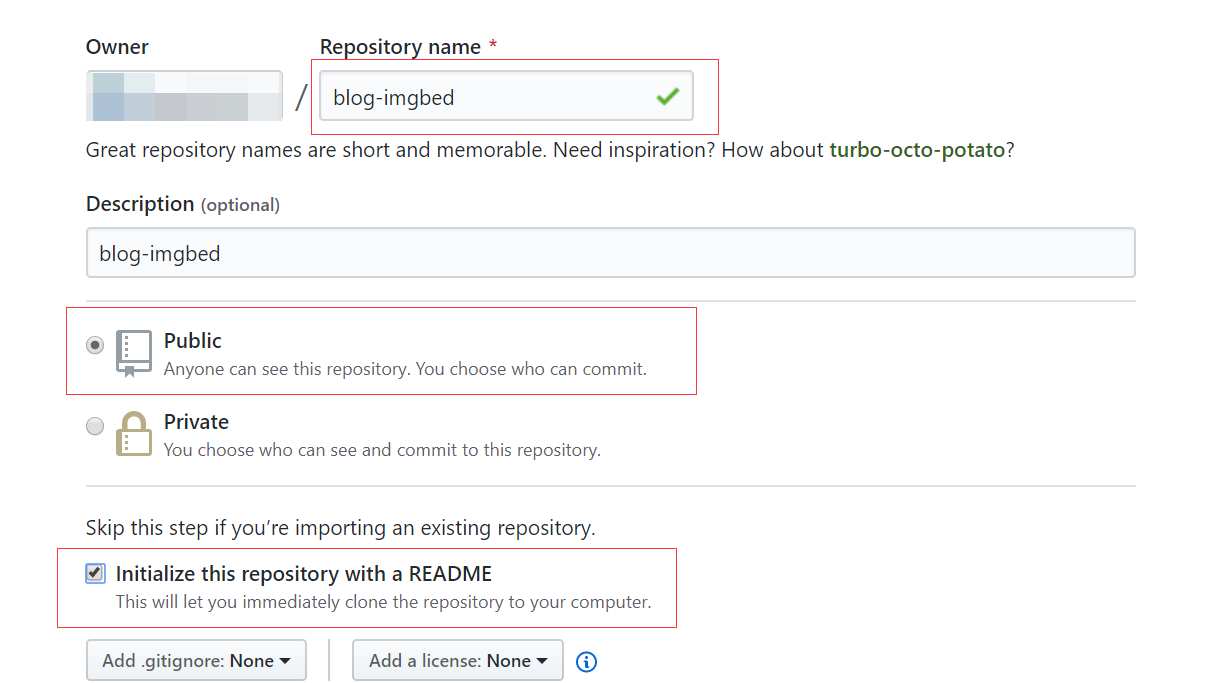 Owner
Repository name *
/
blog-imgbed
Great repository names are short and memorable. Need inspiration? How about turbo-octo-potato?
Description (optional)
blog-imgbed
Public
Anyone can see this repository. You choose who can commit.
Private
You choose who can see and commit to this repository.
Skip this step if you’re importing an existing repository.
Initialize this repository with a README
This will let you immediately clone the repository to your computer.
Add .gitignore: None
Add a license: None